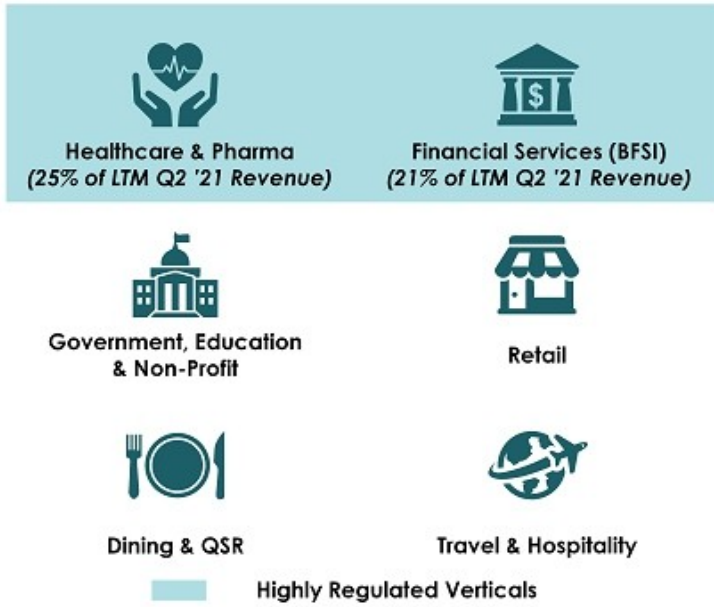 $
Healthcare & Pharma
(25% of LTM Q2 '21 Revenue)
Financial Services (BFSI)
(21% of LTM Q2 '21 Revenue)
Government, Education
& Non-Profit
Retail
Dining & QSR
Travel & Hospitality
Highly Regulated Verticals